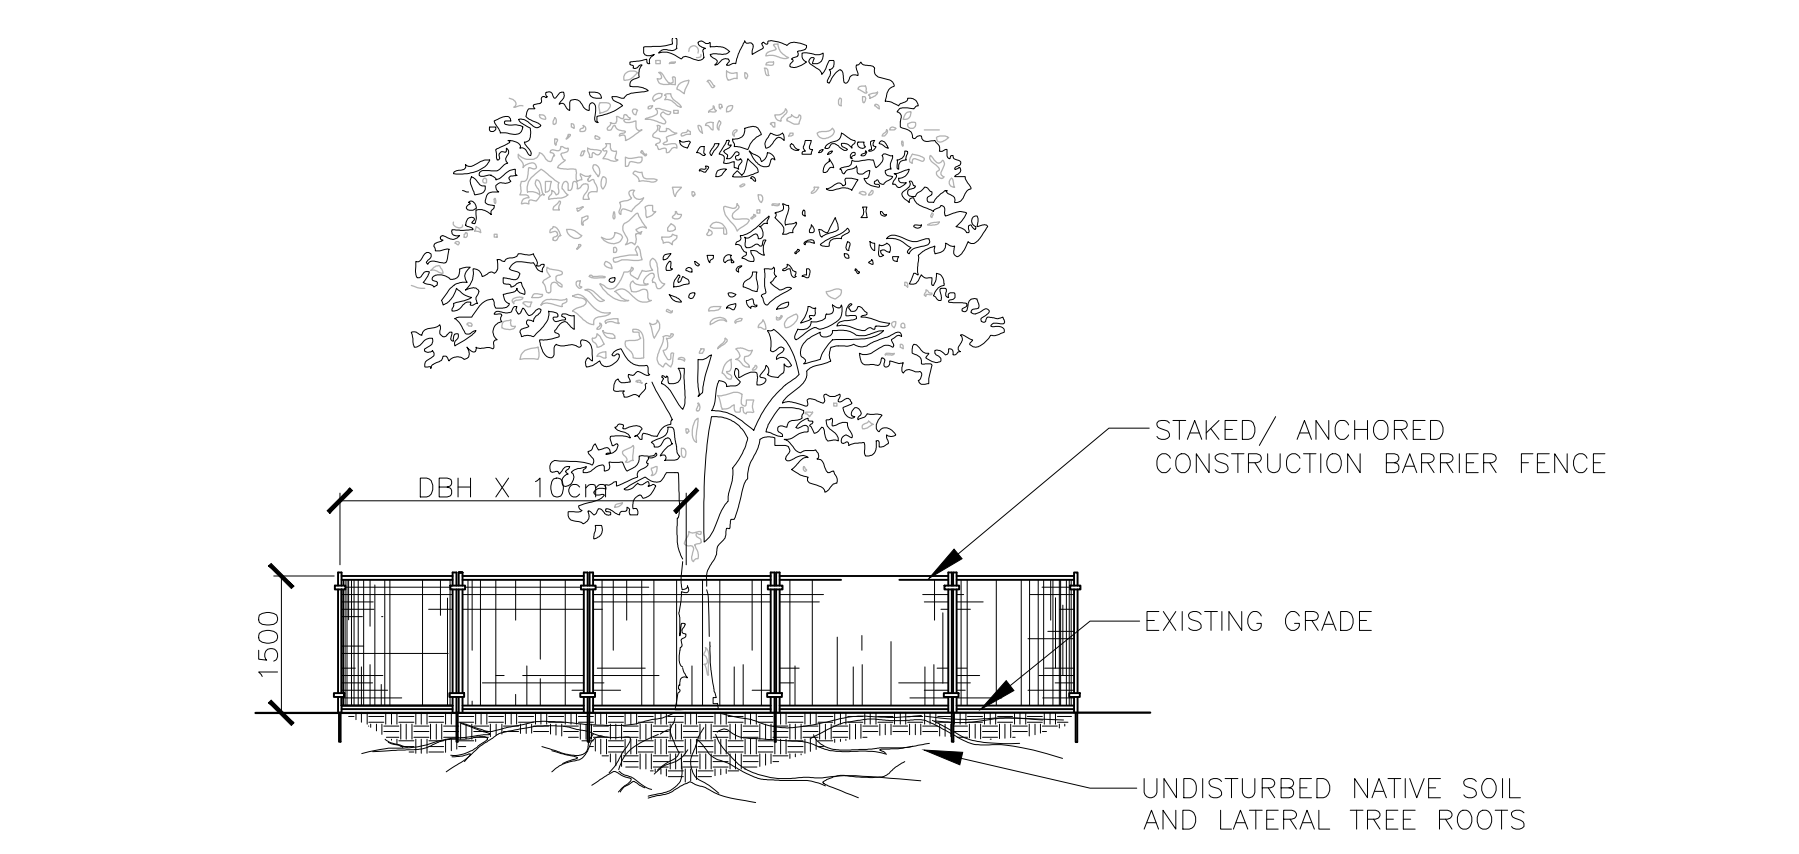 STAKED/ ANCHORED
CONSTRUCTION BARRIER FENCE
DBH X 10cm
1500
EXISTING GRADE
UNDISTURBED NATIVE SOIL
AND LATERAL TREE ROOTS